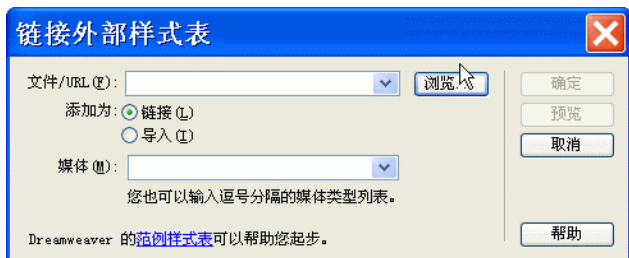 链接外部样式表
文件/URL(F): 浏览... 确定
添加为: 链接(L) 预览
导入(I) 取消
媒体(M):
您也可以输入逗号分隔的媒体类型列表。
Dreamweaver 的范例样式表可以帮助您起步。 帮助